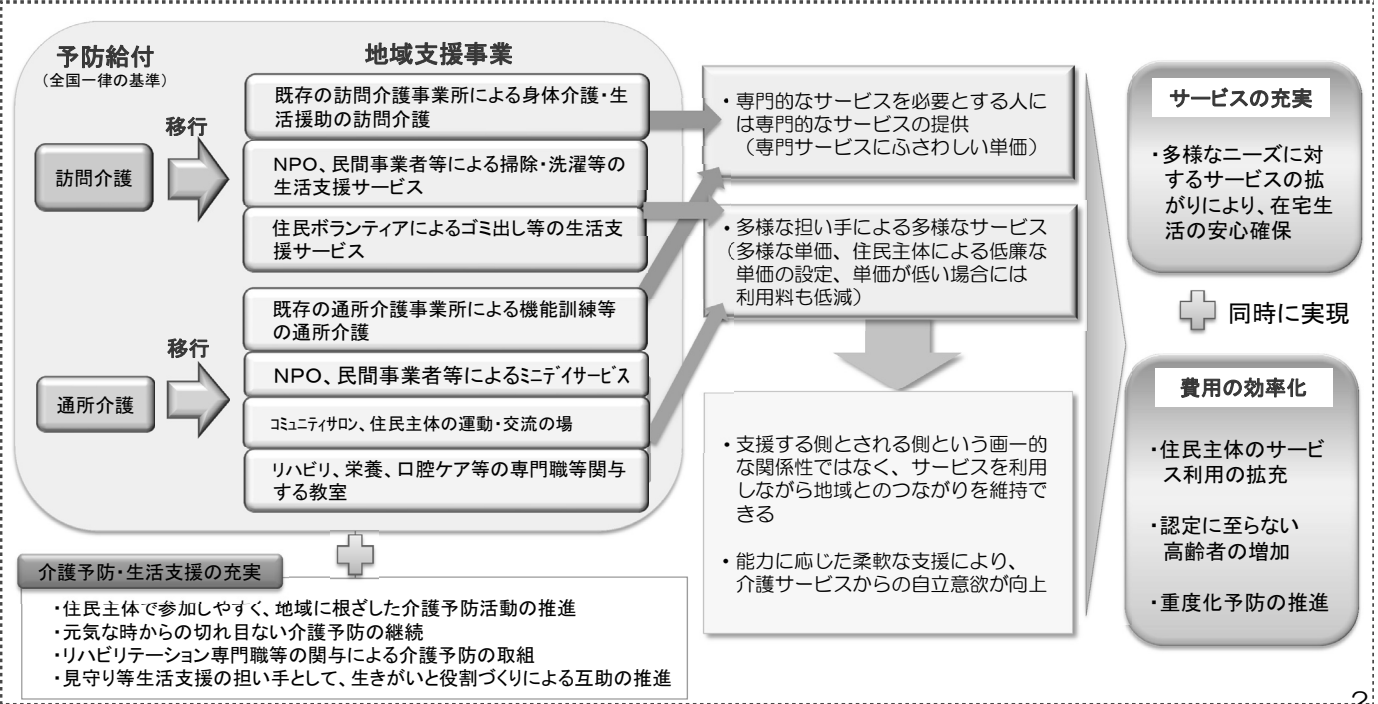 予防給付
(全国一律の基準)
地域支援事業
移行
訪問介護
既存の訪問介護事業所による身体介護・生
活援助の訪問介護
NPO、民間事業者等による掃除・洗濯等の
生活支援サービス
住民ボランティアによるゴミ出し等の生活支
援サービス
移行
通所介護
既存の通所介護事業所による機能訓練等
の通所介護
NPO、民間事業者等によるミニデイサービス
コミュニティサロン、住民主体の運動・交流の場
リハビリ、栄養、口腔ケア等の専門職等関与
する教室
介護予防・生活支援の充実
・住民主体で参加しやすく、地域に根ざした介護予防活動の推進
・元気な時からの切れ目ない介護予防の継続
・リハビリテーション専門職等の関与による介護予防の取組
・見守り等生活支援の担い手として、生きがいと役割づくりによる互助の推進
・専門的なサービスを必要とする人に
は専門的なサービスの提供
(専門サービスにふさわしい単価)
・多様な担い手による多様なサービス
(多様な単価、住民主体による低廉な
単価の設定、単価が低い場合には
利用料も低減)
・支援する側とされる側という画一的
な関係性ではなく、サービスを利用
しながら地域とのつながりを維持で
きる
・能力に応じた柔軟な支援により、
介護サービスからの自立意欲が向上
サービスの充実
・多様なニーズに対
するサービスの拡
がりにより、在宅生
活の安心確保
同時に実現
費用の効率化
・住民主体のサービ
ス利用の拡充
・認定に至らない
高齢者の増加
・重度化予防の推進
2